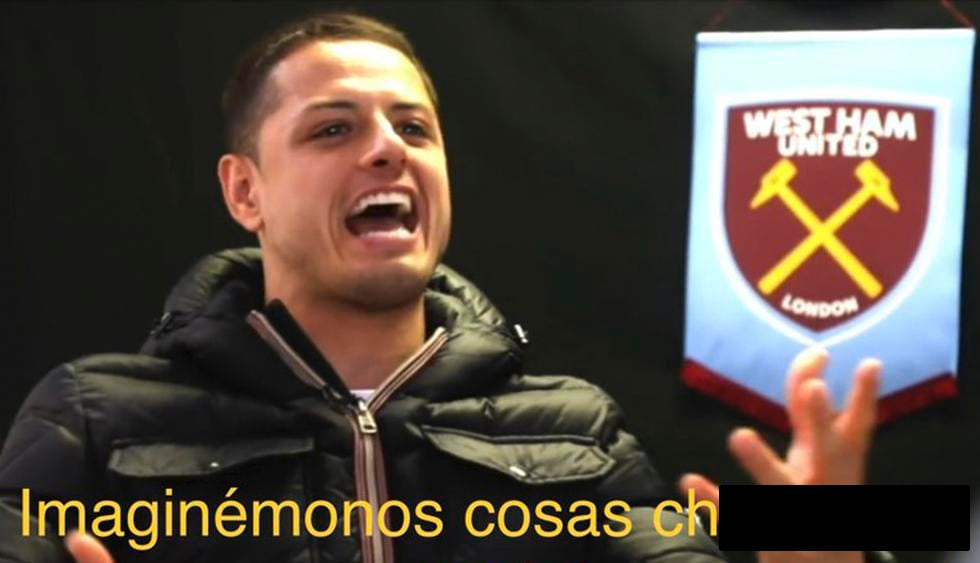 WEST HAM
UNITED
LONDON
Imaginémonos cosas ch